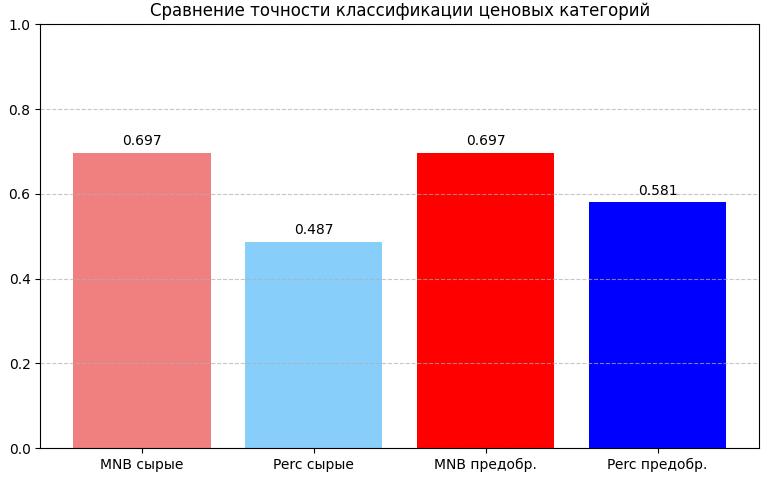 Сравнение точности классификации ценовых категорий
1.0
0.8
0.6
0.4
0.2
0.0
0.697
0.487
0.697
0.581
MNB сырые
Perc сырые
MNB предобр.
Perc предобр.